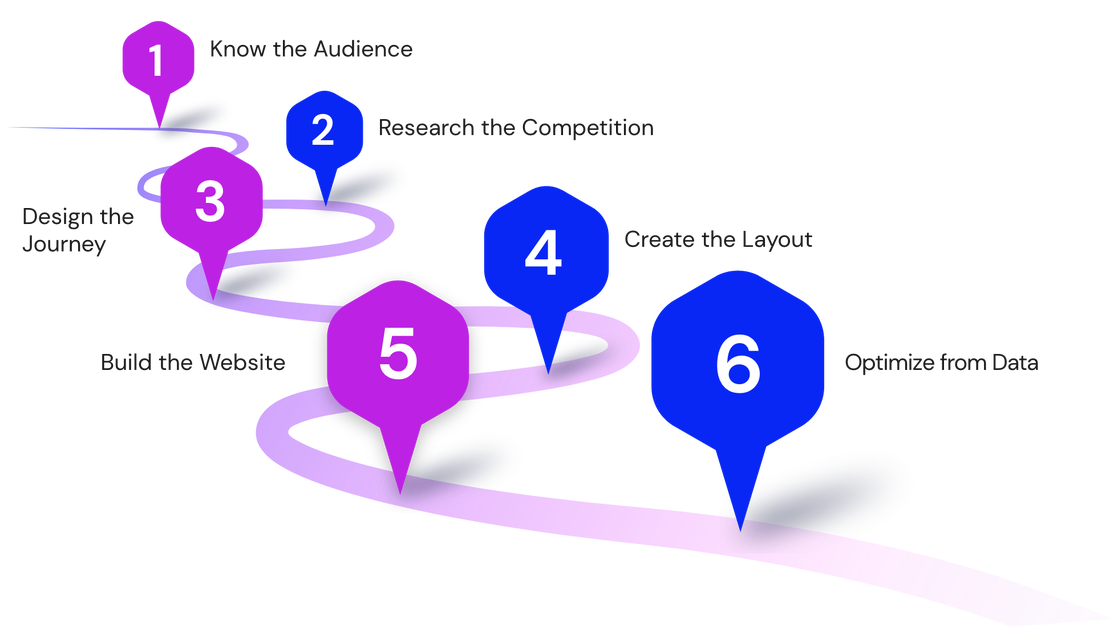 1
Know the Audience
2
Research the Competition
3
Design the
Journey
4
Create the Layout
5
Build the Website
6
Optimize from Data